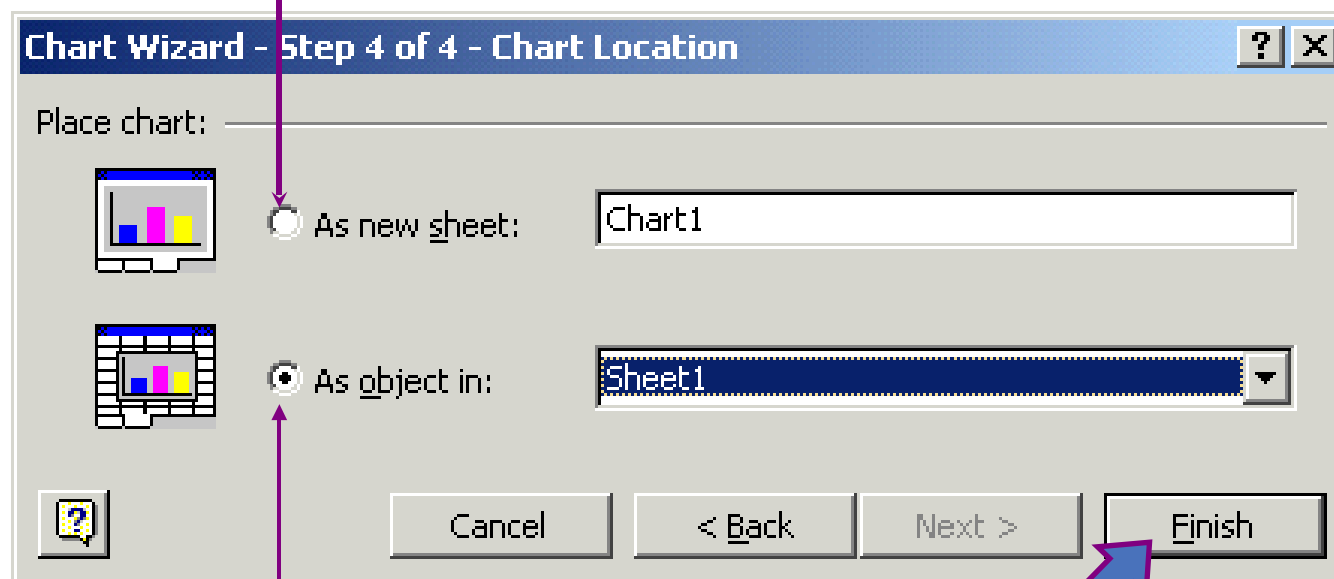 Chart Wizard - Step 4 of 4 - Chart Location ? X
Place chart:
As new sheet: Chart1
As object in: Sheet1
? Cancel < Back Next > Finish